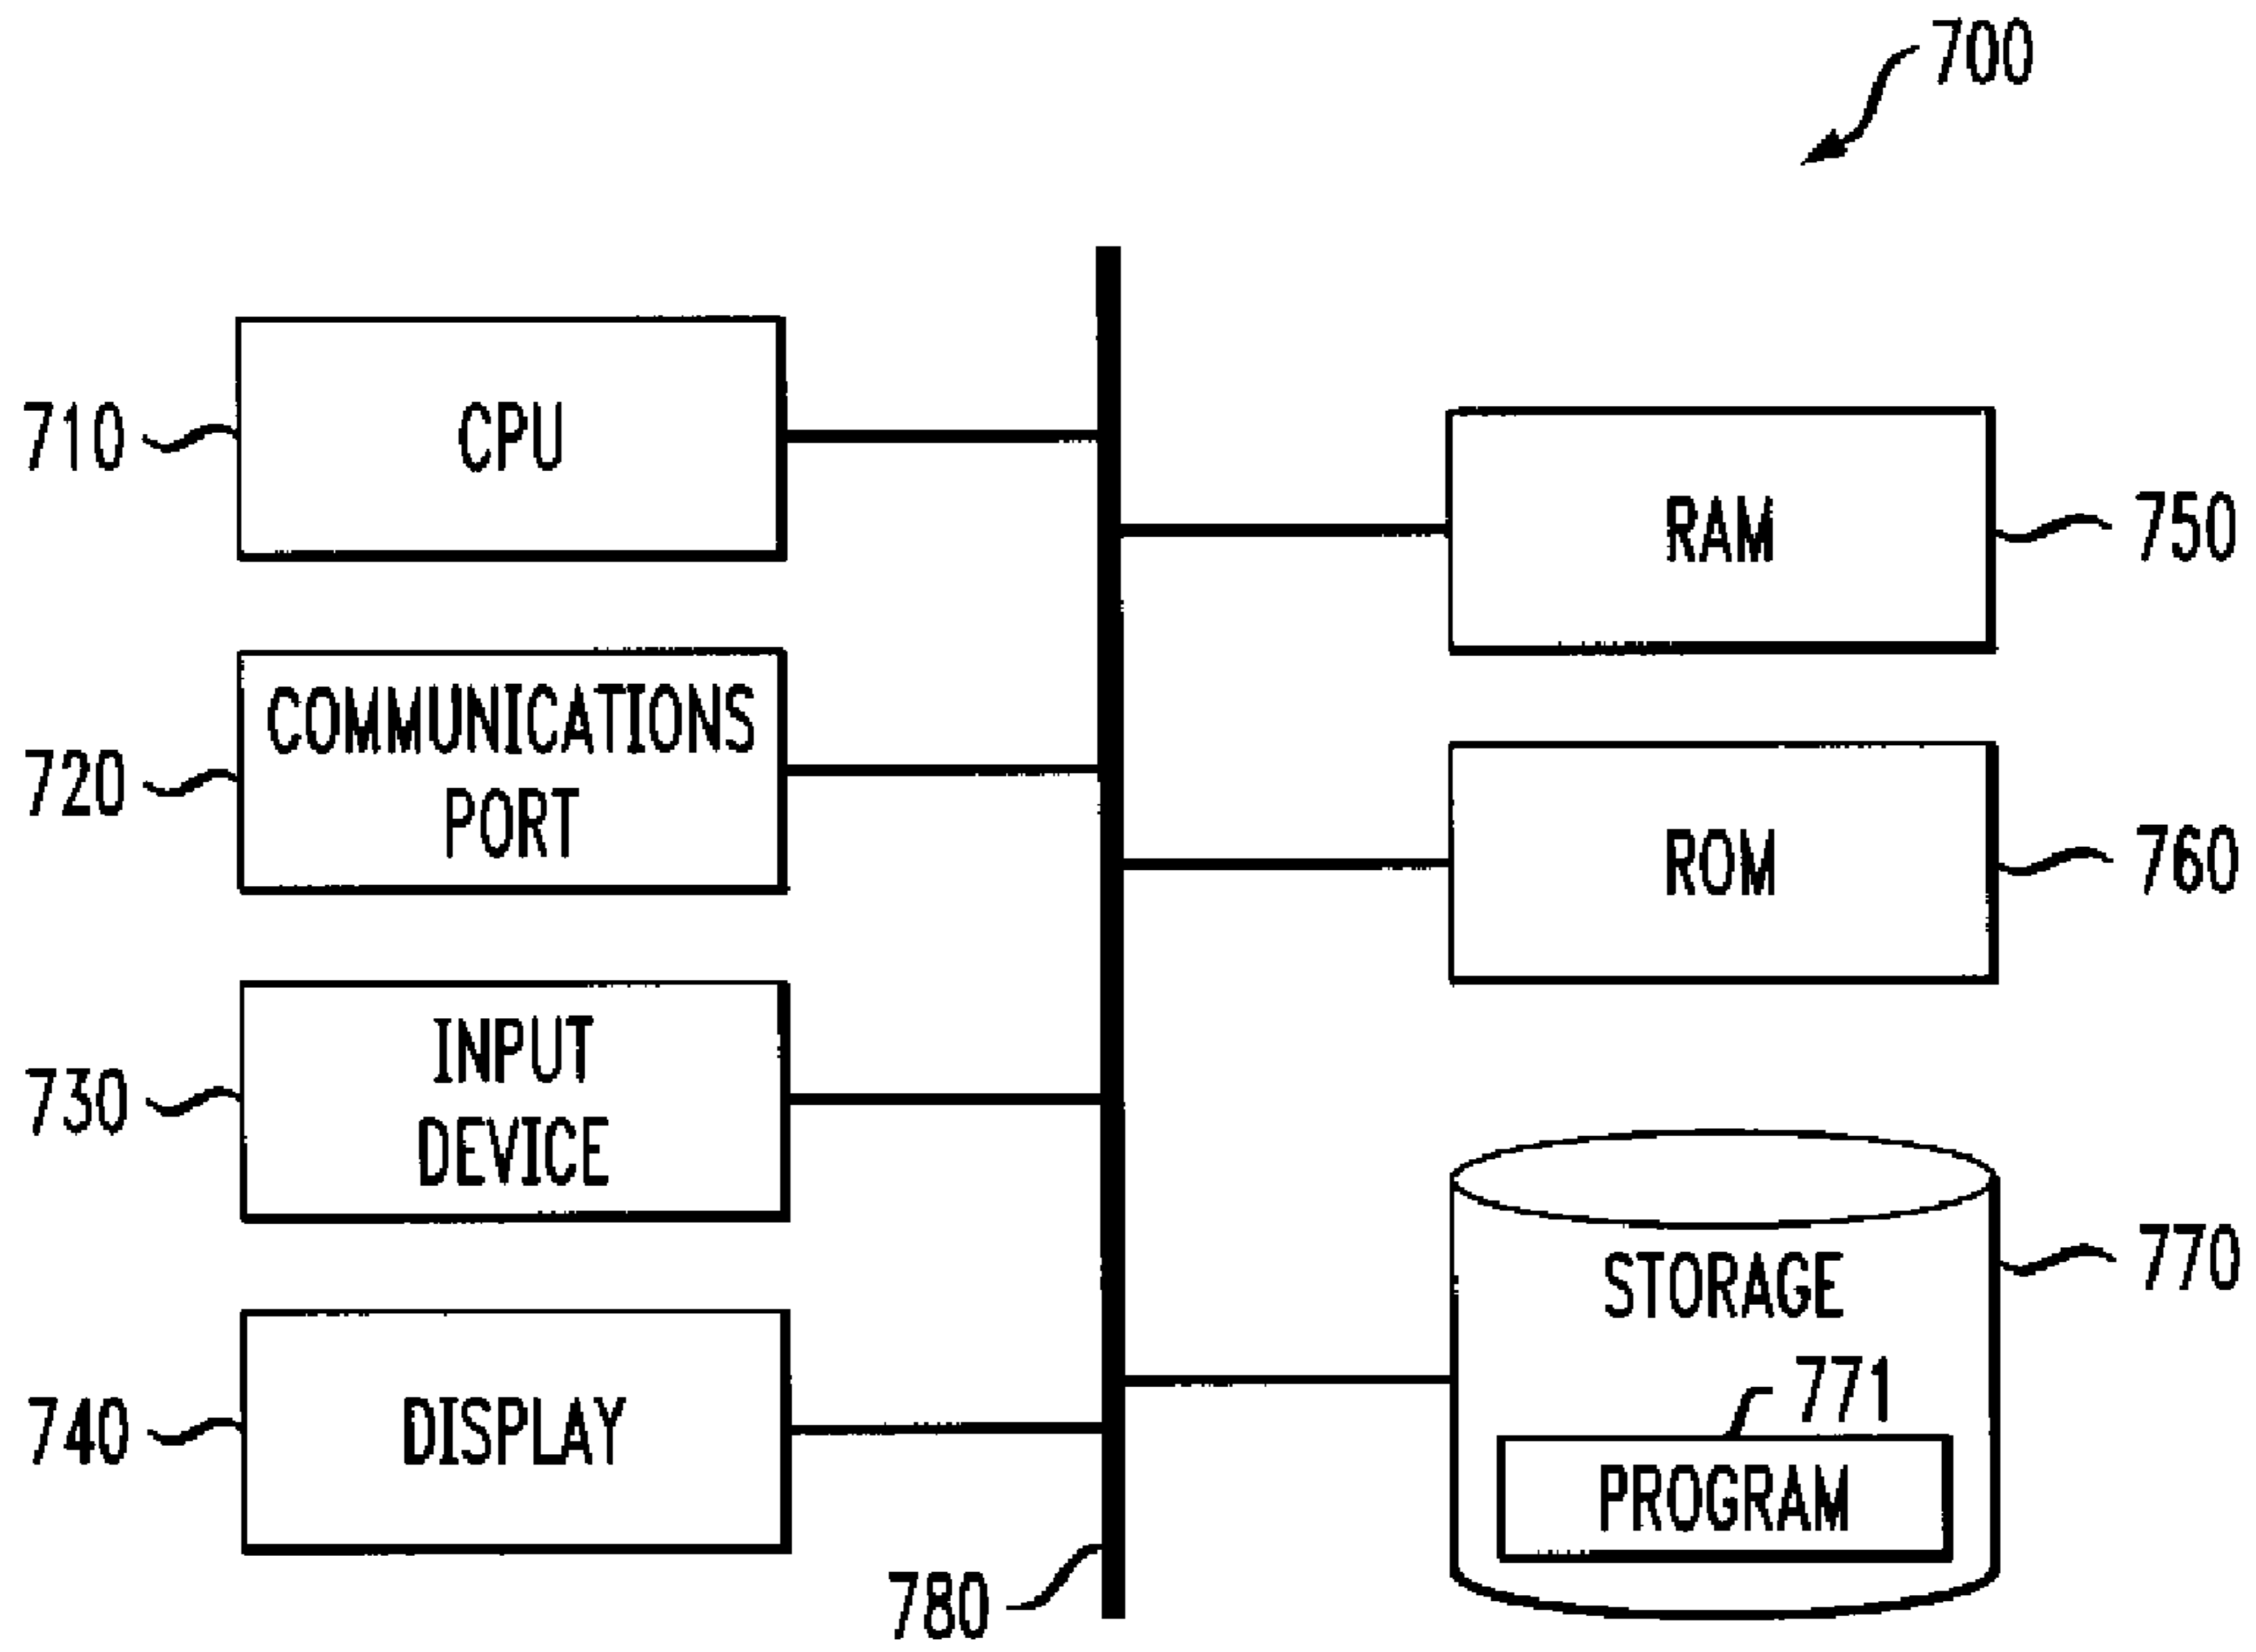 700
710
CPU
RAM
750
720
COMMUNICATIONS
PORT
ROM
760
730
INPUT
DEVICE
STORAGE
770
771
740
DISPLAY
PROGRAM
780